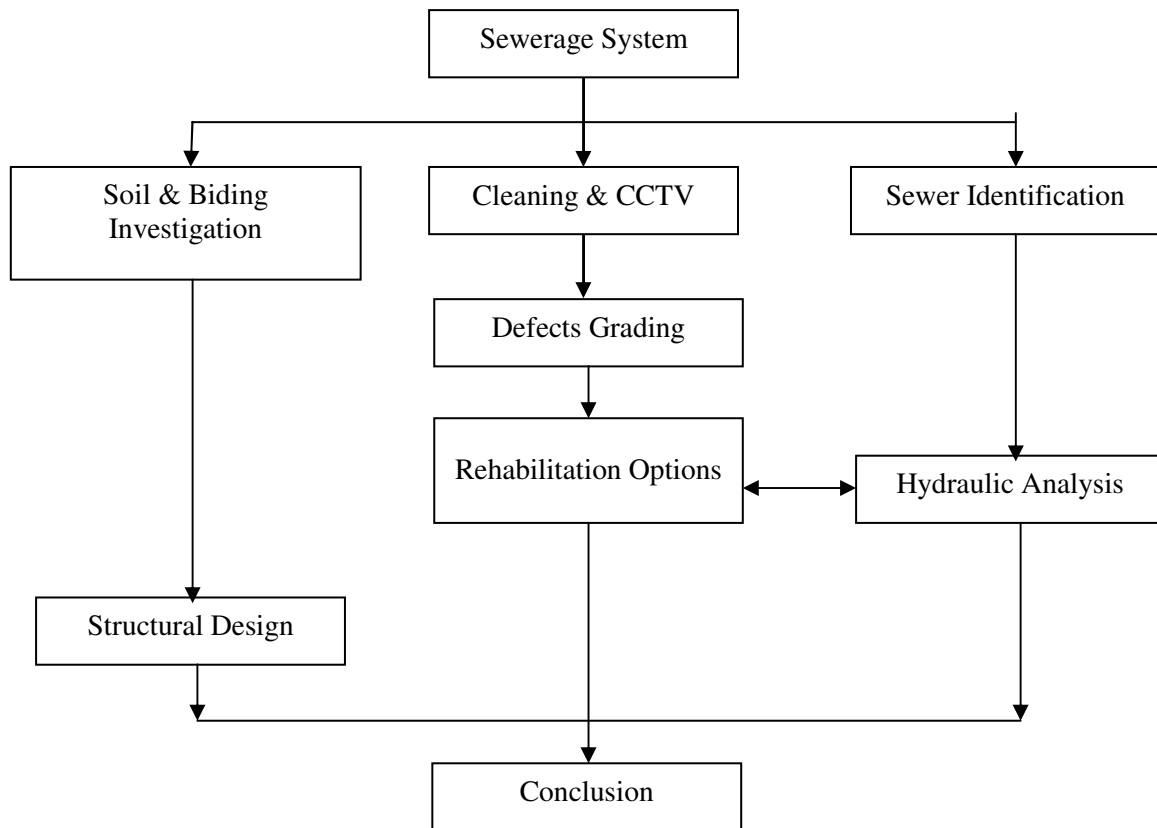 Sewerage System
Soil & Biding
Investigation
Cleaning & CCTV
Sewer Identification
Defects Grading
Rehabilitation Options
Hydraulic Analysis
Structural Design
Conclusion